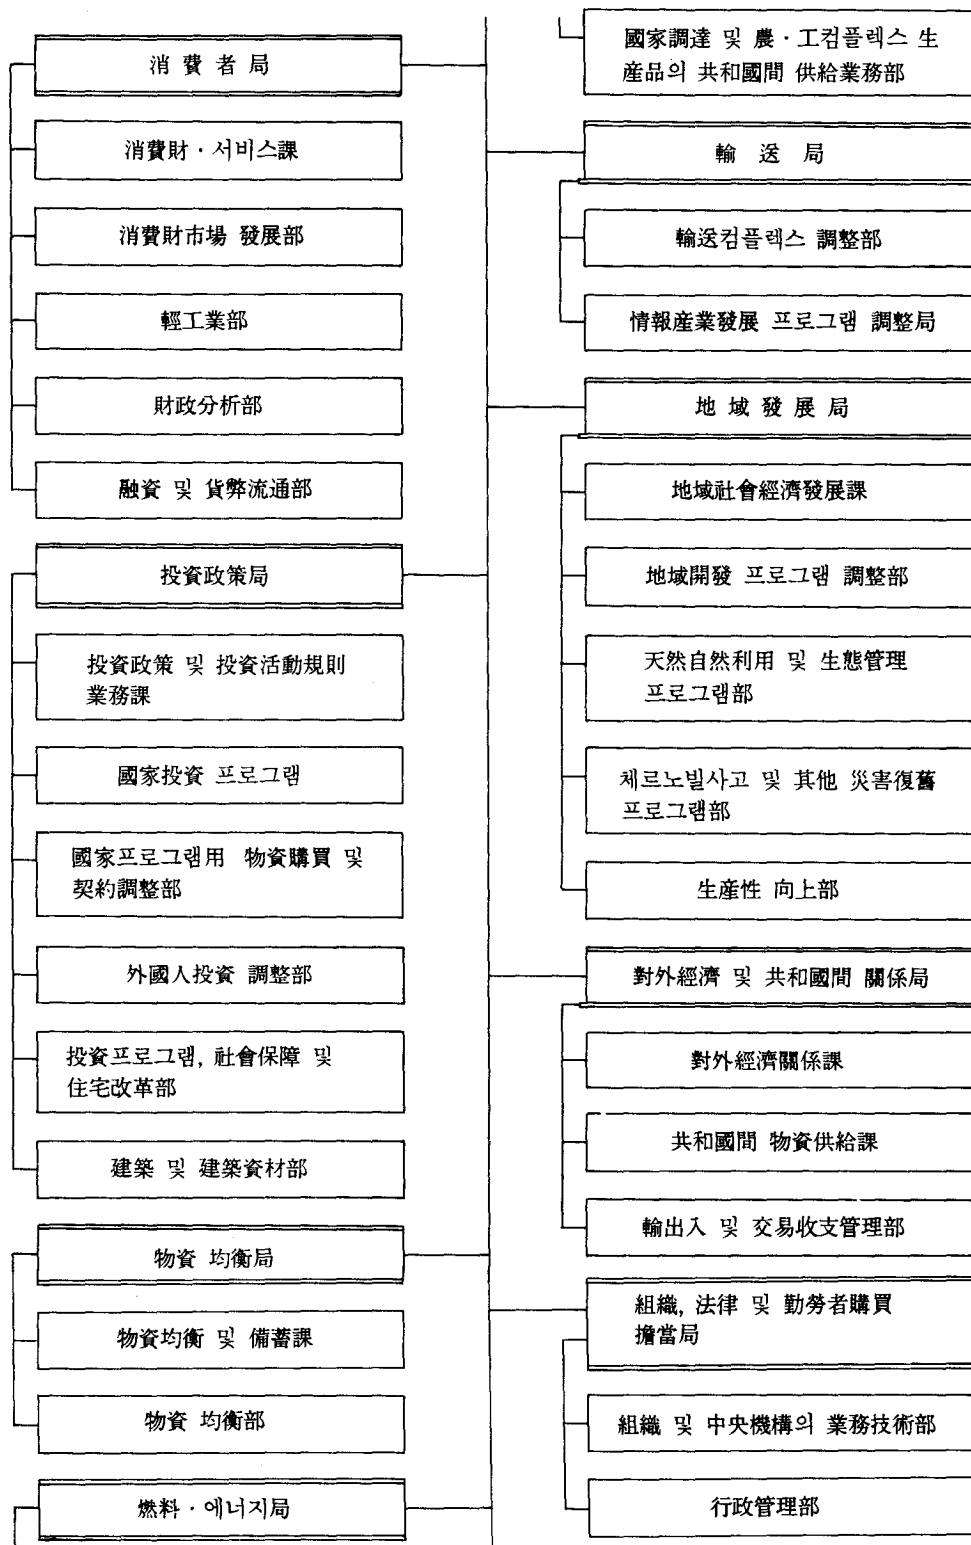 消費者局
消費財·서비스課
消費財市場 發展部
輕工業部
財政分析部
融資 및 貨幣流通部
投資政策局
投資政策 및 投資活動規則
業務課
國家投資 프로그램
國家프로그램用 物資購買 및
契約調整部
外國人投資 調整部
投資프로그램, 社會保障 및
住宅改革部
建築 및 建築資材部
物資 均衡局
物資均衡 및 備蓄課
物資 均衡部
燃料·에너지局
國家調達 및 農·工컴플렉스 生
産品의 共和國間 供給業務部
輸送局
輸送컴플렉스 調整部
情報産業發展 프로그램 調整局
地域發展局
地域社會經濟發展課
地域開發 프로그램 調整部
天然自然利用 및 生態管理
프로그램部
체르노빌사고 및 其他 災害復舊
프로그램部
生産性 向上部
對外經濟 및 共和國間 關係局
對外經濟關係課
共和國間 物資供給課
輸出入 및 交易收支管理部
組織, 法律 및 勤勞者購買
擔當局
組織 및 中央機構의 業務技術部
行政管理部